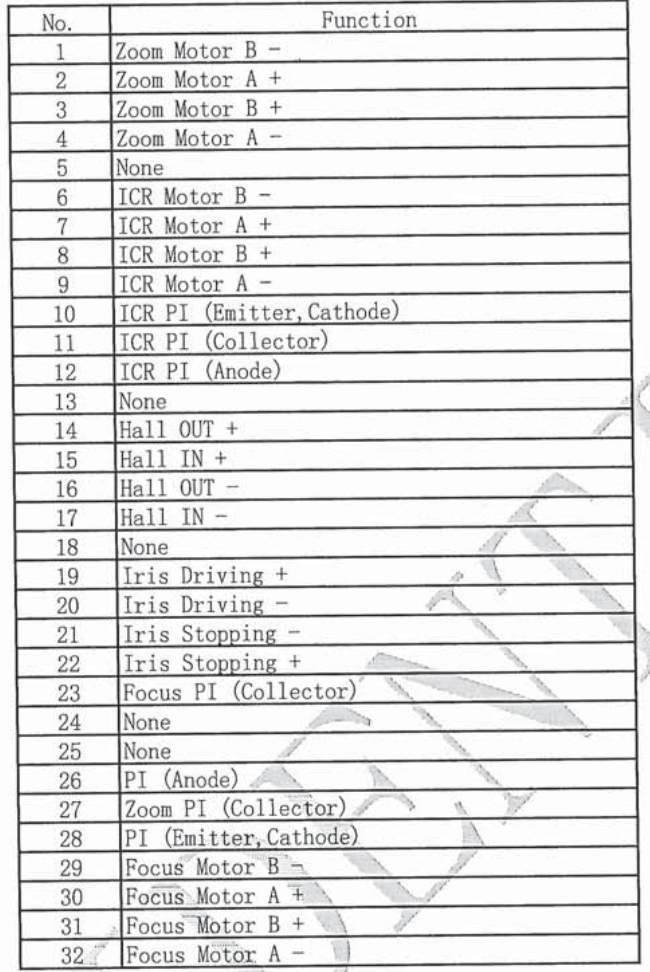 No. Function
1 Zoom Motor B −
2 Zoom Motor A +
3 Zoom Motor B +
4 Zoom Motor A −
5 None
6 ICR Motor B −
7 ICR Motor A +
8 ICR Motor B +
9 ICR Motor A −
10 ICR PI (Emitter,Cathode)
11 ICR PI (Collector)
12 ICR PI (Anode)
13 None
14 Hall OUT +
15 Hall IN +
16 Hall OUT −
17 Hall IN −
18 None
19 Iris Driving +
20 Iris Driving −
21 Iris Stopping −
22 Iris Stopping +
23 Focus PI (Collector)
24 None
25 None
26 PI (Anode)
27 Zoom PI (Collector)
28 PI (Emitter,Cathode)
29 Focus Motor B −
30 Focus Motor A +
31 Focus Motor B +
32 Focus Motor A −